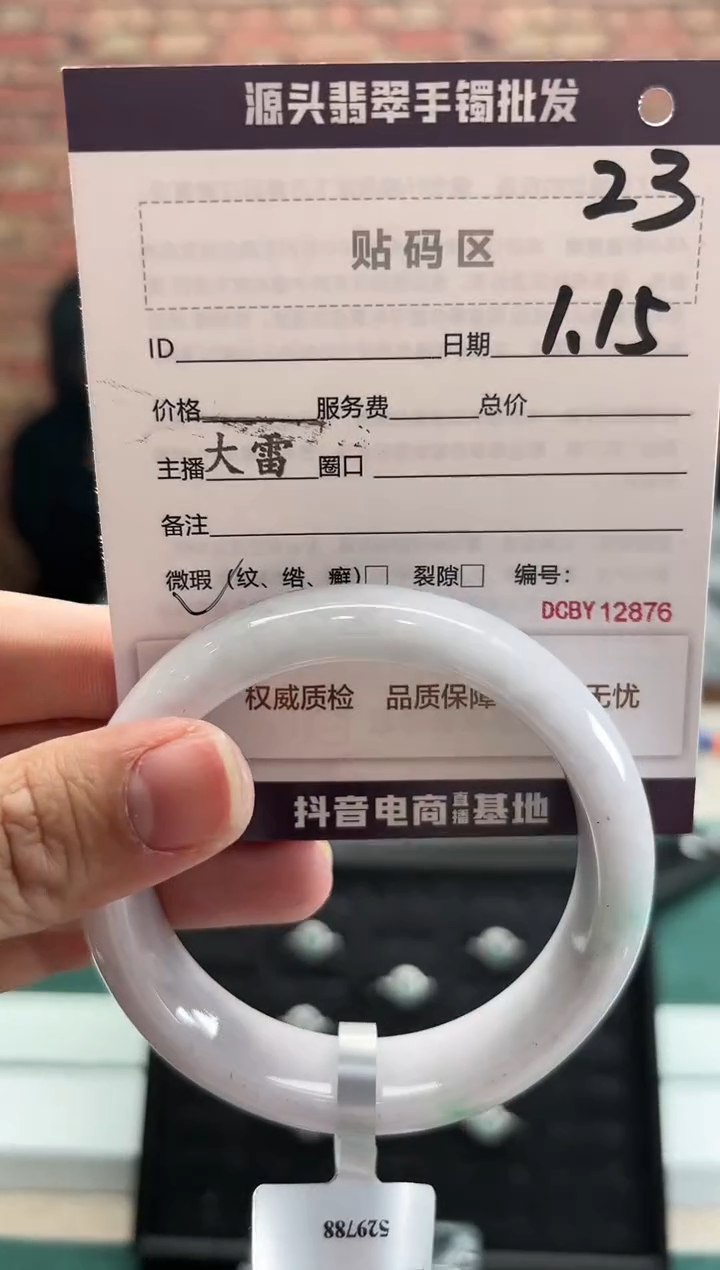 源头翡翠手镯批发
23
贴码区
ID 日期 1.15
价格 服务费 总价
主播 大雷 圈口
备注
微瑕(纹、绺、癣)□ 裂隙□ 编号:
DCBY 12876
权威质检 品质保障 无忧
抖音电商直播基地
529788